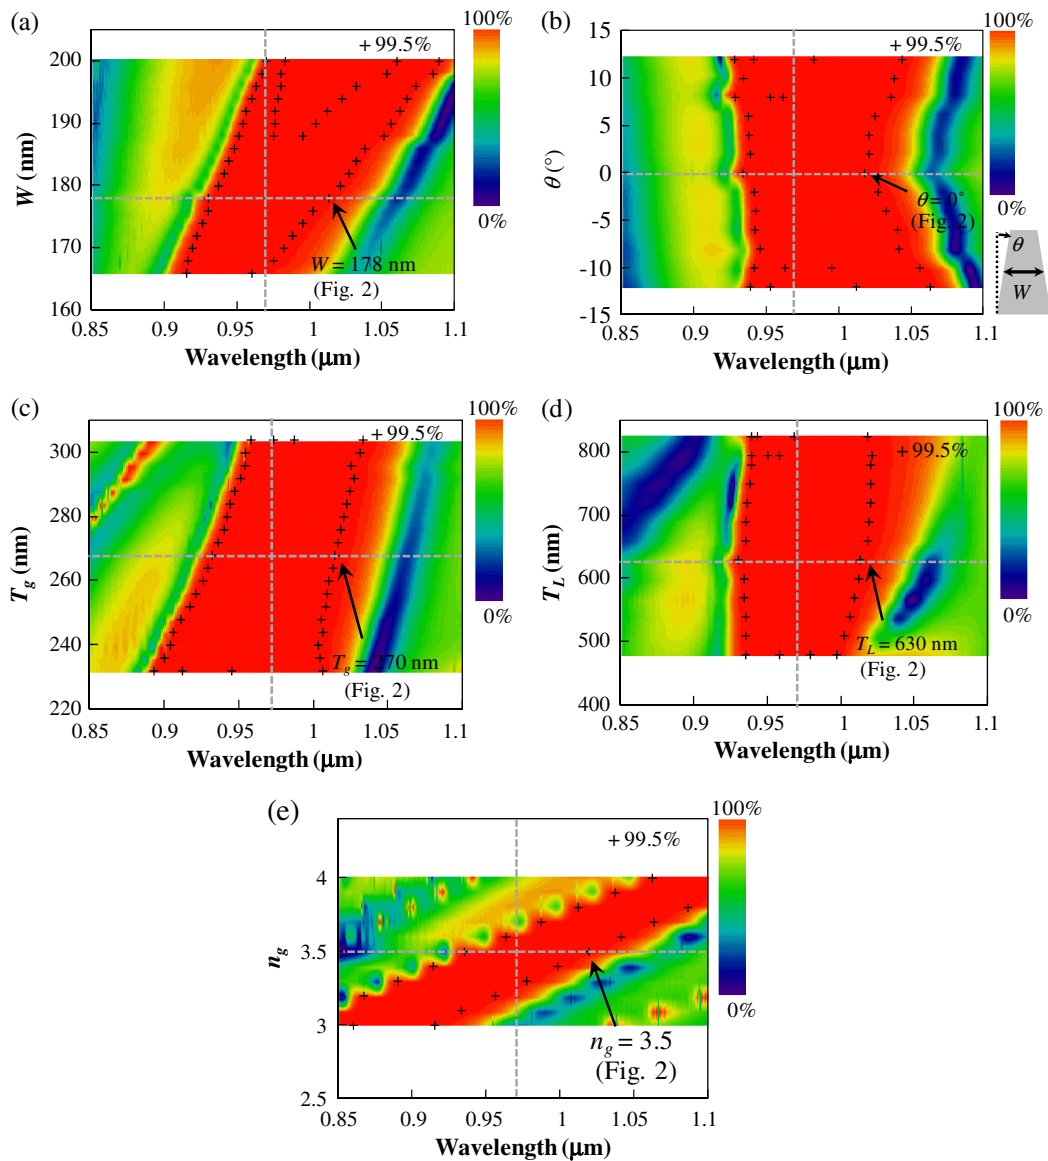 (a)
100%
0%
+ 99.5%
W (nm)
200
190
180
170
160
0.85
0.9
0.95
1
1.05
1.1
Wavelength (μm)
W = 178 nm
(Fig. 2)
(b)
100%
0%
+ 99.5%
θ (°)
15
10
5
0
-5
-10
-15
0.85
0.9
0.95
1
1.05
1.1
Wavelength (μm)
θ = 0°
(Fig. 2)
θ
W
(c)
100%
0%
+ 99.5%
T_g (nm)
300
280
260
240
220
0.85
0.9
0.95
1
1.05
1.1
Wavelength (μm)
T_g = 270 nm
(Fig. 2)
(d)
100%
0%
+ 99.5%
T_L (nm)
800
700
600
500
400
0.85
0.9
0.95
1
1.05
1.1
Wavelength (μm)
T_L = 630 nm
(Fig. 2)
(e)
100%
0%
+ 99.5%
n_g
4
3.5
3
2.5
0.85
0.9
0.95
1
1.05
1.1
Wavelength (μm)
n_g = 3.5
(Fig. 2)